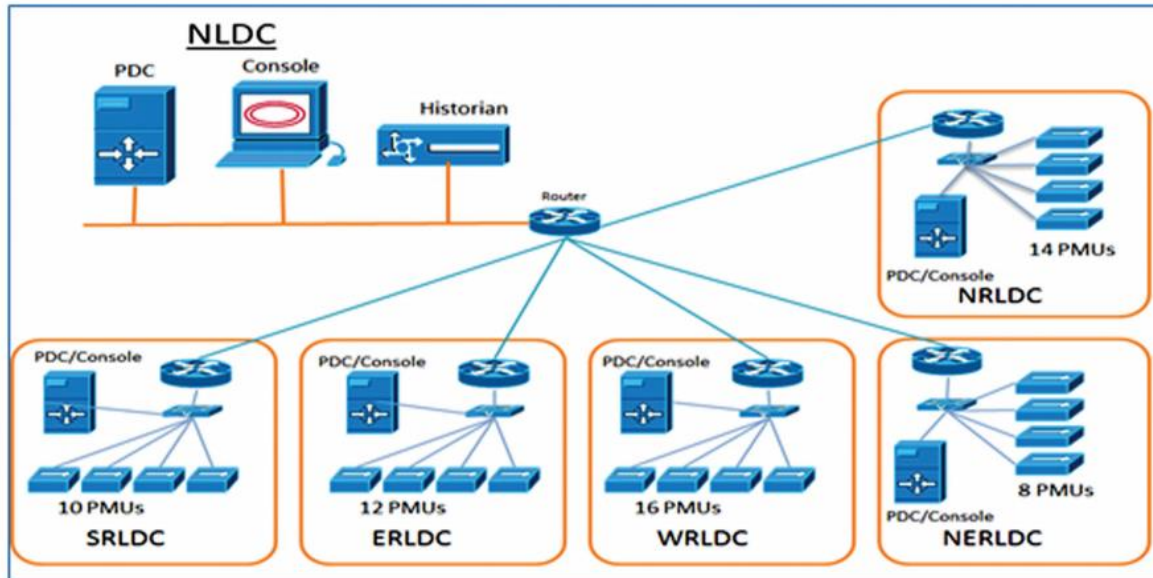 NLDC
PDC
Console
Historian
Router
14 PMUs
PDC/Console
NRLDC
PDC/Console
10 PMUs
SRLDC
PDC/Console
12 PMUs
ERLDC
PDC/Console
16 PMUs
WRLDC
8 PMUs
PDC/Console
NERLDC